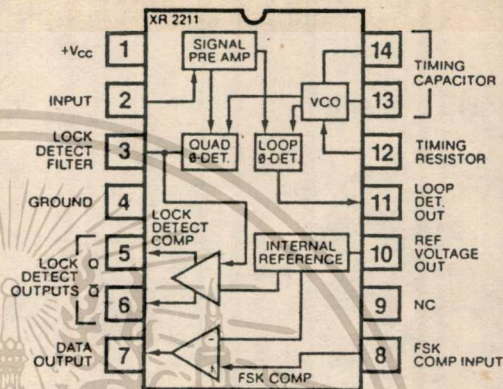 XR 2211
+Vcc
1
INPUT
2
LOCK
DETECT
FILTER
3
GROUND
4
LOCK
DETECT
OUTPUTS
Q
5
Q̅
6
DATA
OUTPUT
7
SIGNAL
PRE AMP
VCO
QUAD
Ø-DET.
LOOP
Ø-DET.
LOCK
DETECT
COMP
INTERNAL
REFERENCE
-
+
FSK COMP
14
13
TIMING
CAPACITOR
12
TIMING
RESISTOR
11
LOOP
DET.
OUT
10
REF
VOLTAGE
OUT
9
NC
8
FSK
COMP INPUT